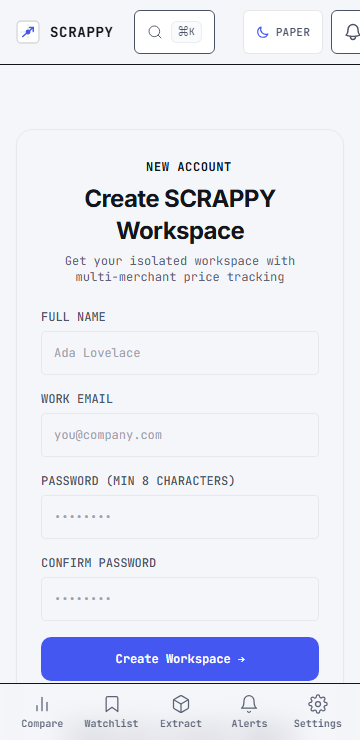 SCRAPPY
⌘K
PAPER
NEW ACCOUNT
Create SCRAPPY
Workspace
Get your isolated workspace with
multi-merchant price tracking
FULL NAME
Ada Lovelace
WORK EMAIL
you@company.com
PASSWORD (MIN 8 CHARACTERS)
••••••••
CONFIRM PASSWORD
••••••••
Create Workspace →
Compare Watchlist Extract Alerts Settings